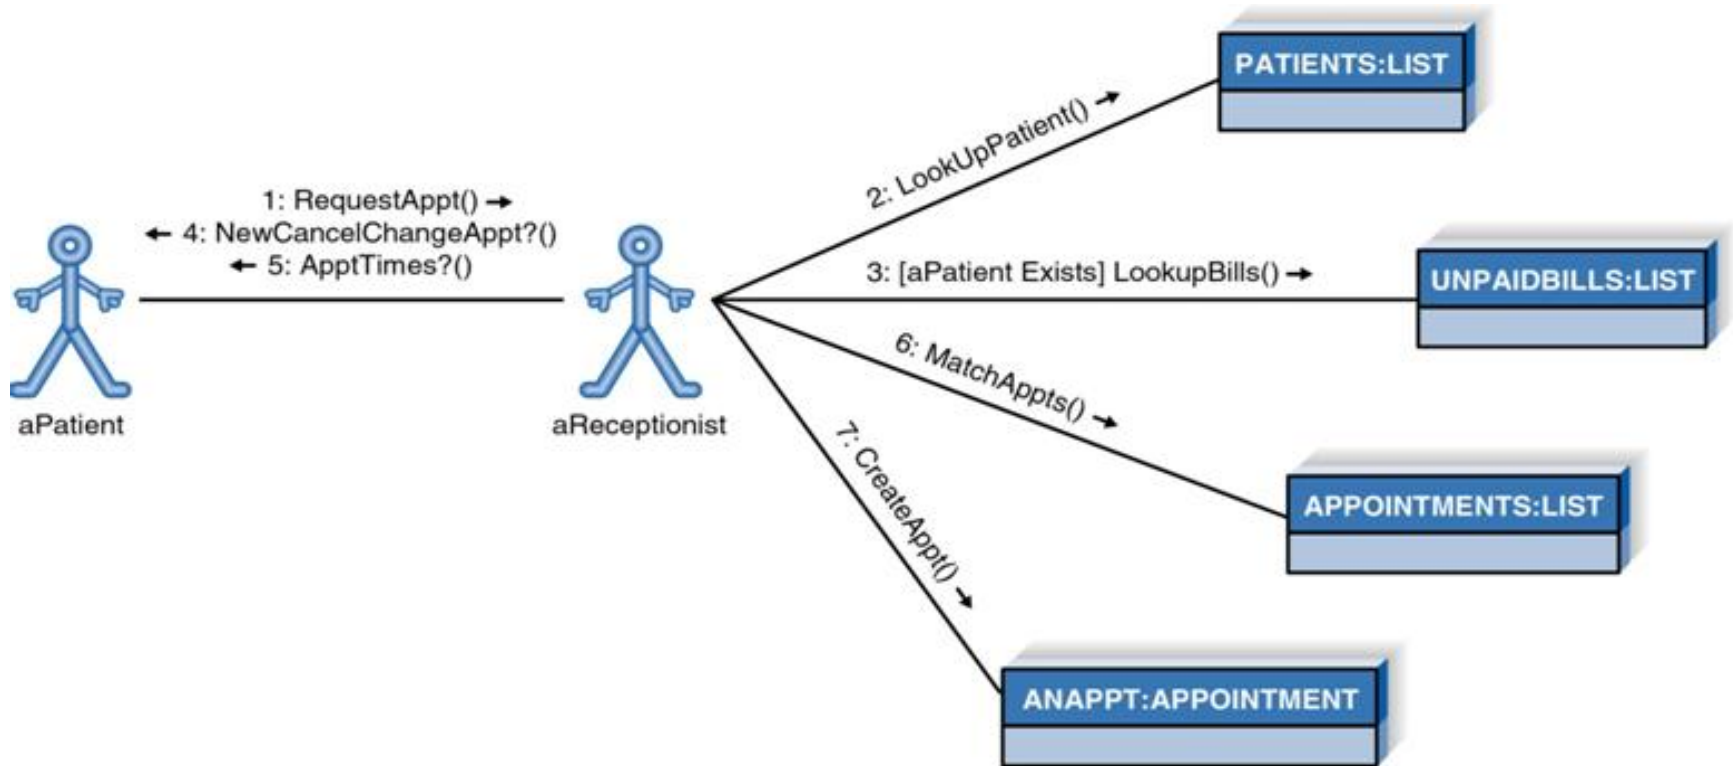 PATIENTS:LIST
2: LookUpPatient() →
1: RequestAppt() →
← 4: NewCancelChangeAppt?()
← 5: ApptTimes?()
3: [aPatient Exists] LookupBills() →
UNPAIDBILLS:LIST
aPatient
aReceptionist
6: MatchAppts() →
7: CreateAppt() →
APPOINTMENTS:LIST
ANAPPT:APPOINTMENT